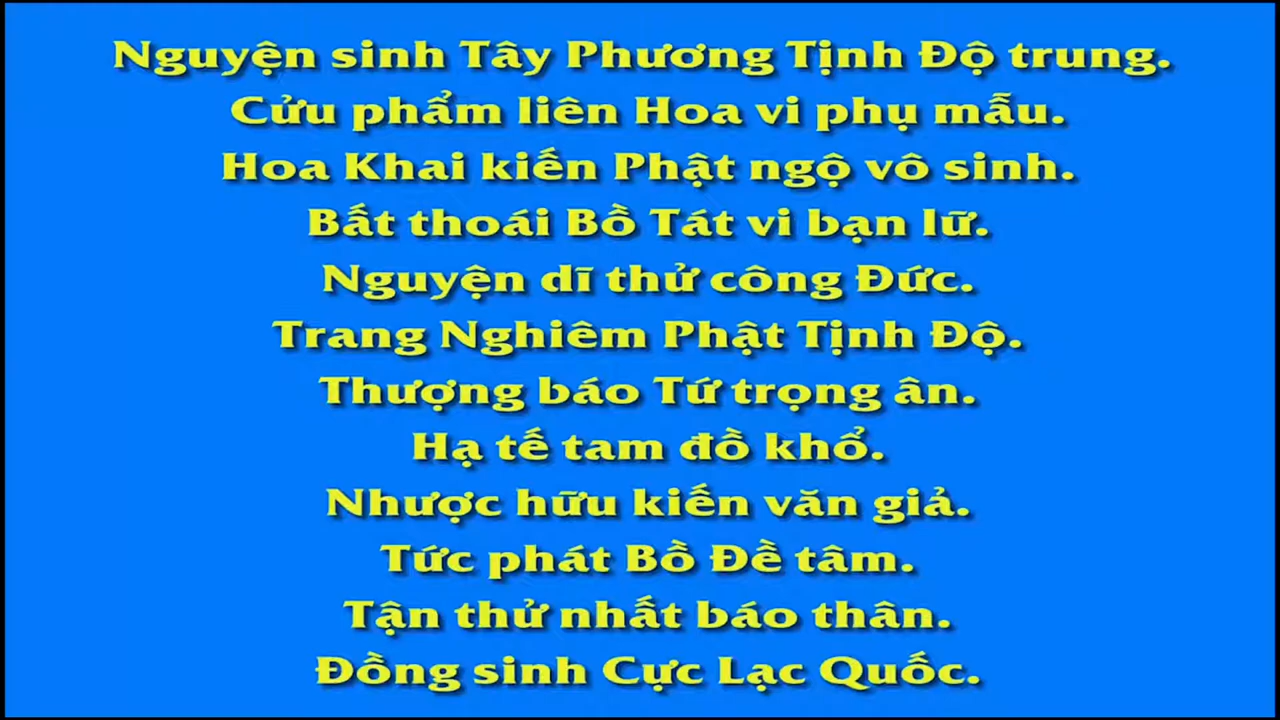 Nguyện sinh Tây Phương Tịnh Độ trung.
Cửu phẩm liên Hoa vi phụ mẫu.
Hoa Khai kiến Phật ngộ vô sinh.
Bất thoái Bồ Tát vi bạn lữ.
Nguyện dĩ thử công Đức.
Trang Nghiêm Phật Tịnh Độ.
Thượng báo Tứ trọng ân.
Hạ tế tam đồ khổ.
Nhược hữu kiến văn giả.
Tức phát Bồ Đề tâm.
Tận thử nhất báo thân.
Đồng sinh Cực Lạc Quốc.